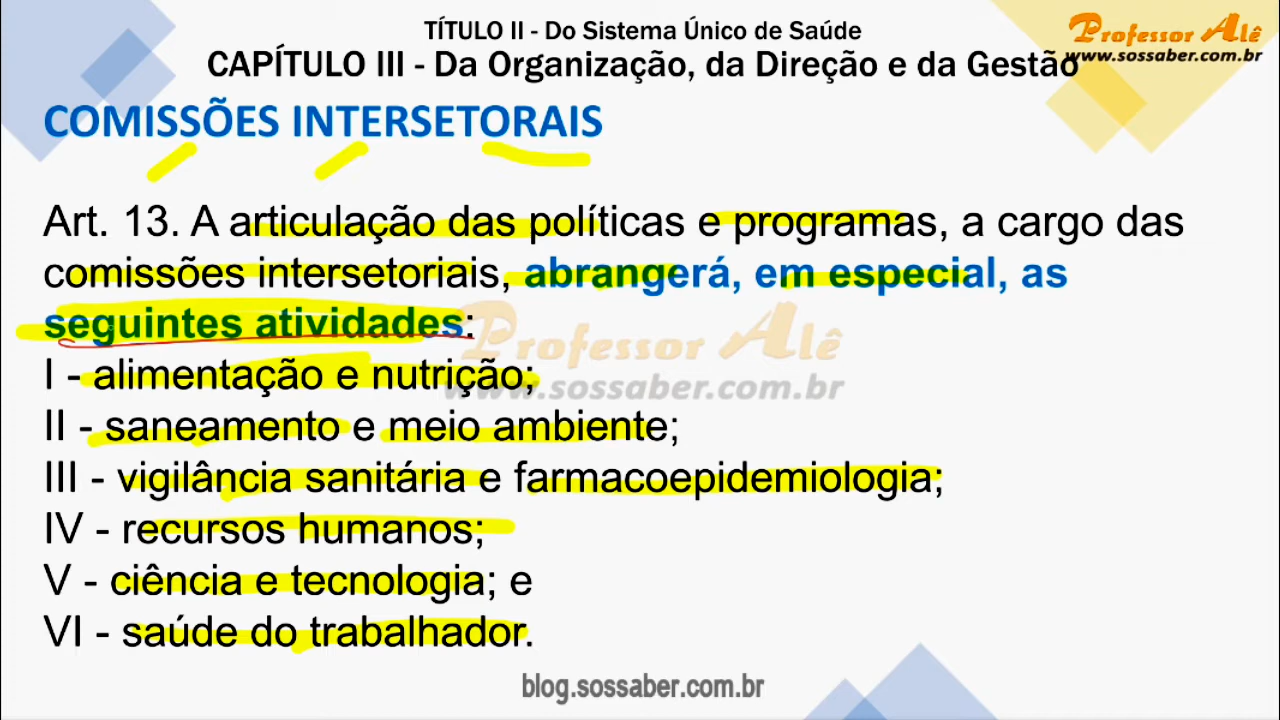 TÍTULO II - Do Sistema Único de Saúde
CAPÍTULO III - Da Organização, da Direção e da Gestão
Professor Alê
www.sossaber.com.br
COMISSÕES INTERSETORAIS
Art. 13. A articulação das políticas e programas, a cargo das
comissões intersetoriais, abrangerá, em especial, as
seguintes atividades:
Professor Alê
www.sossaber.com.br
I - alimentação e nutrição;
II - saneamento e meio ambiente;
III - vigilância sanitária e farmacoepidemiologia;
IV - recursos humanos;
V - ciência e tecnologia; e
VI - saúde do trabalhador.
blog.sossaber.com.br